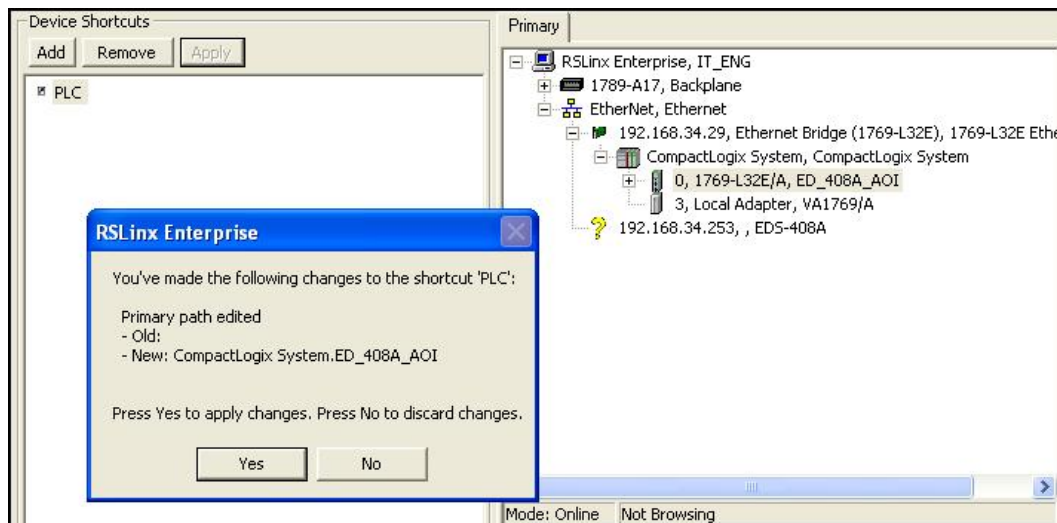 Device Shortcuts
Add Remove Apply
PLC
Primary
RSLinx Enterprise, IT_ENG
1789-A17, Backplane
EtherNet, Ethernet
192.168.34.29, Ethernet Bridge (1769-L32E), 1769-L32E Ethe
CompactLogix System, CompactLogix System
0, 1769-L32E/A, ED_408A_AOI
3, Local Adapter, VA1769/A
192.168.34.253, , EDS-408A
RSLinx Enterprise
You've made the following changes to the shortcut 'PLC':
Primary path edited
- Old:
- New: CompactLogix System.ED_408A_AOI
Press Yes to apply changes. Press No to discard changes.
Yes No
Mode: Online Not Browsing